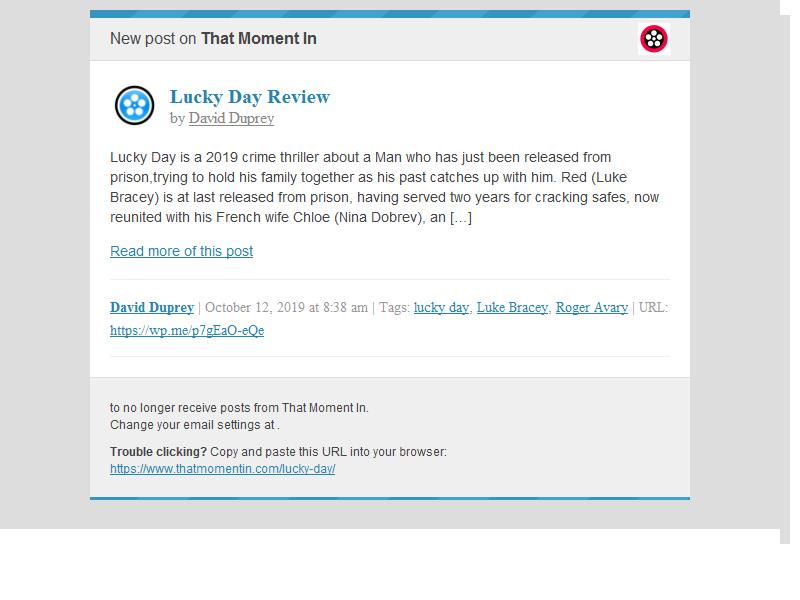 New post on That Moment In
Lucky Day Review
by David Duprey
Lucky Day is a 2019 crime thriller about a Man who has just been released from
prison,trying to hold his family together as his past catches up with him. Red (Luke
Bracey) is at last released from prison, having served two years for cracking safes, now
reunited with his French wife Chloe (Nina Dobrev), an […]
Read more of this post
David Duprey | October 12, 2019 at 8:38 am | Tags: lucky day, Luke Bracey, Roger Avary | URL:
https://wp.me/p7gEaO-eQe
to no longer receive posts from That Moment In.
Change your email settings at .
Trouble clicking? Copy and paste this URL into your browser:
https://www.thatmomentin.com/lucky-day/